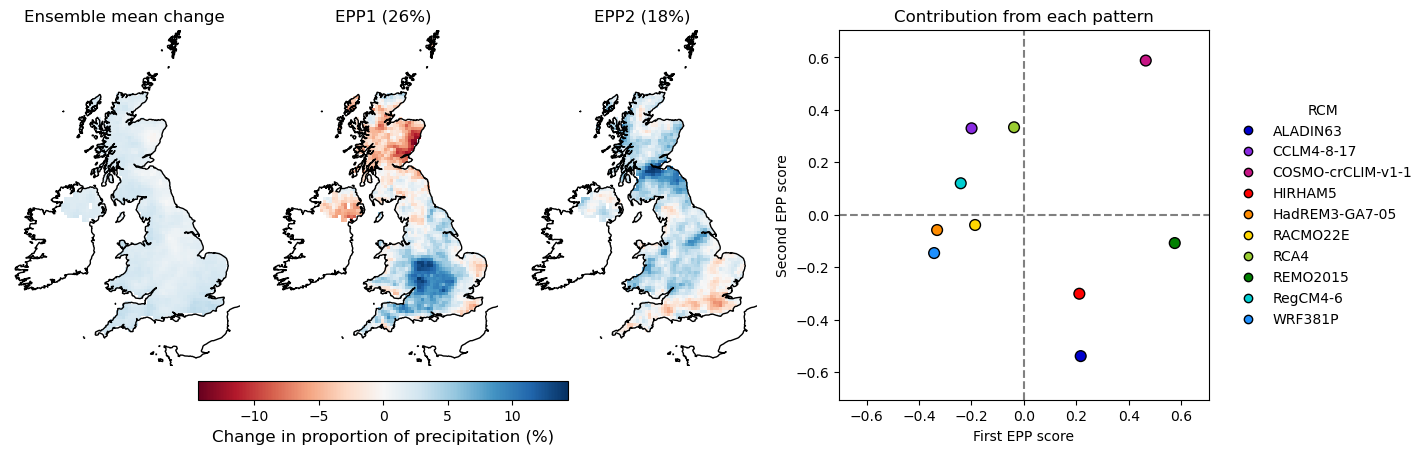 Ensemble mean change
EPP1 (26%)
EPP2 (18%)
−10
−5
0
5
10
Change in proportion of precipitation (%)
Contribution from each pattern
Second EPP score
0.6
0.4
0.2
0.0
−0.2
−0.4
−0.6
−0.6
−0.4
−0.2
0.0
0.2
0.4
0.6
First EPP score
RCM
ALADIN63
CCLM4-8-17
COSMO-crCLIM-v1-1
HIRHAM5
HadREM3-GA7-05
RACMO22E
RCA4
REMO2015
RegCM4-6
WRF381P